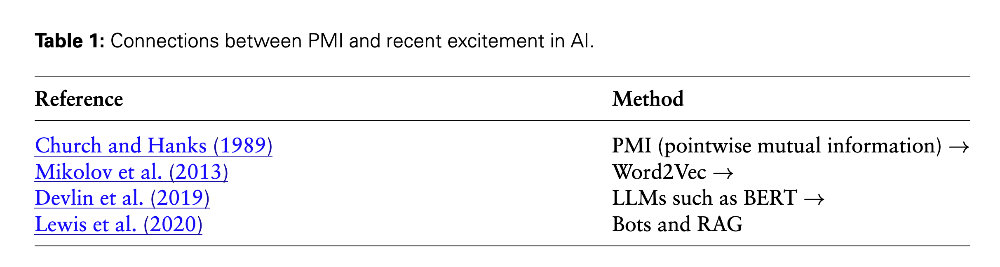 Table 1: Connections between PMI and recent excitement in AI.
Reference Method
Church and Hanks (1989) PMI (pointwise mutual information) →
Mikolov et al. (2013) Word2Vec →
Devlin et al. (2019) LLMs such as BERT →
Lewis et al. (2020) Bots and RAG